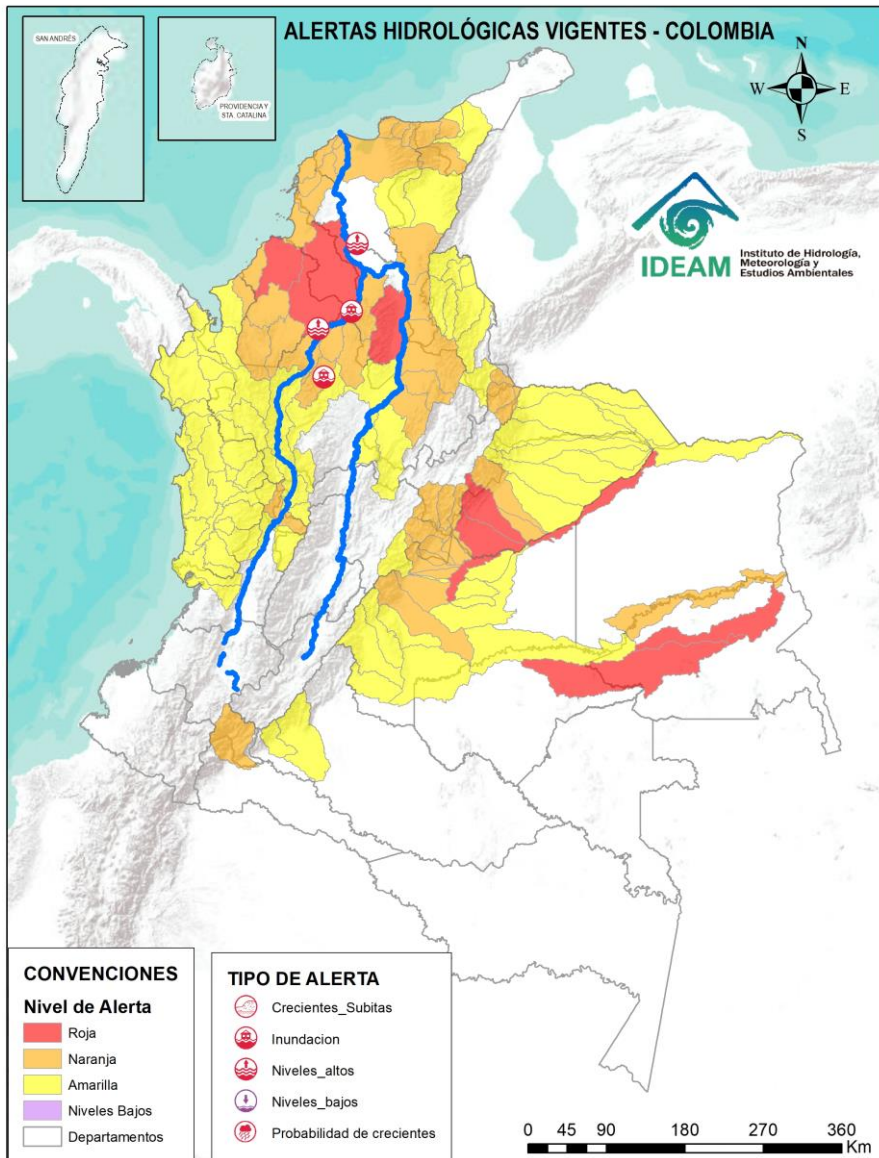 ALERTAS HIDROLÓGICAS VIGENTES - COLOMBIA
SAN ANDRÉS
PROVIDENCIA Y
STA. CATALINA
N
W
E
S
IDEAM
Instituto de Hidrología,
Meteorología y
Estudios Ambientales
CONVENCIONES
Nivel de Alerta
Roja
Naranja
Amarilla
Niveles Bajos
Departamentos
TIPO DE ALERTA
Crecientes_Subitas
Inundacion
Niveles_altos
Niveles_bajos
Probabilidad de crecientes
0 45 90 180 270 360
Km